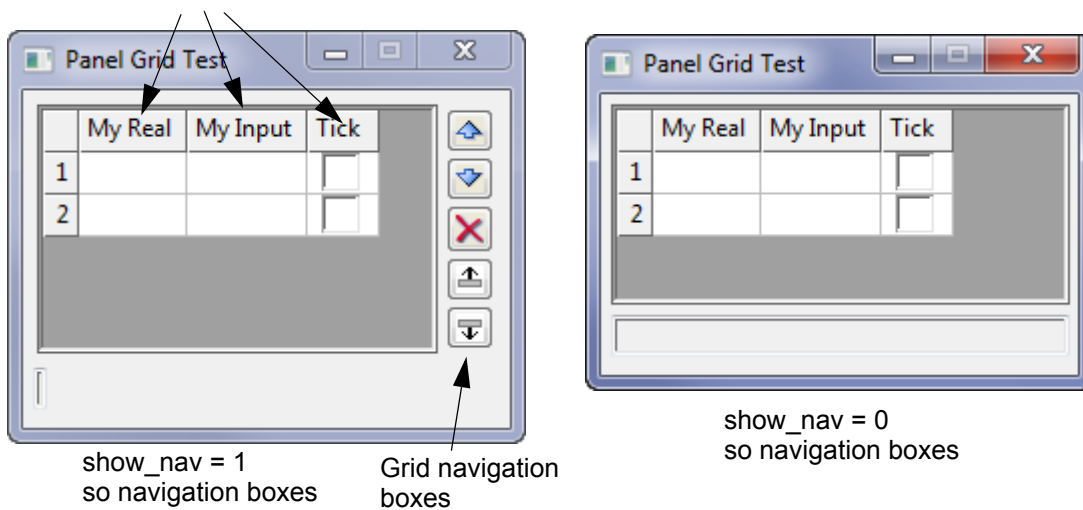 Panel Grid Test
My Real My Input Tick
1
2
show_nav = 1
so navigation boxes
Grid navigation
boxes
Panel Grid Test
My Real My Input Tick
1
2
show_nav = 0
so navigation boxes